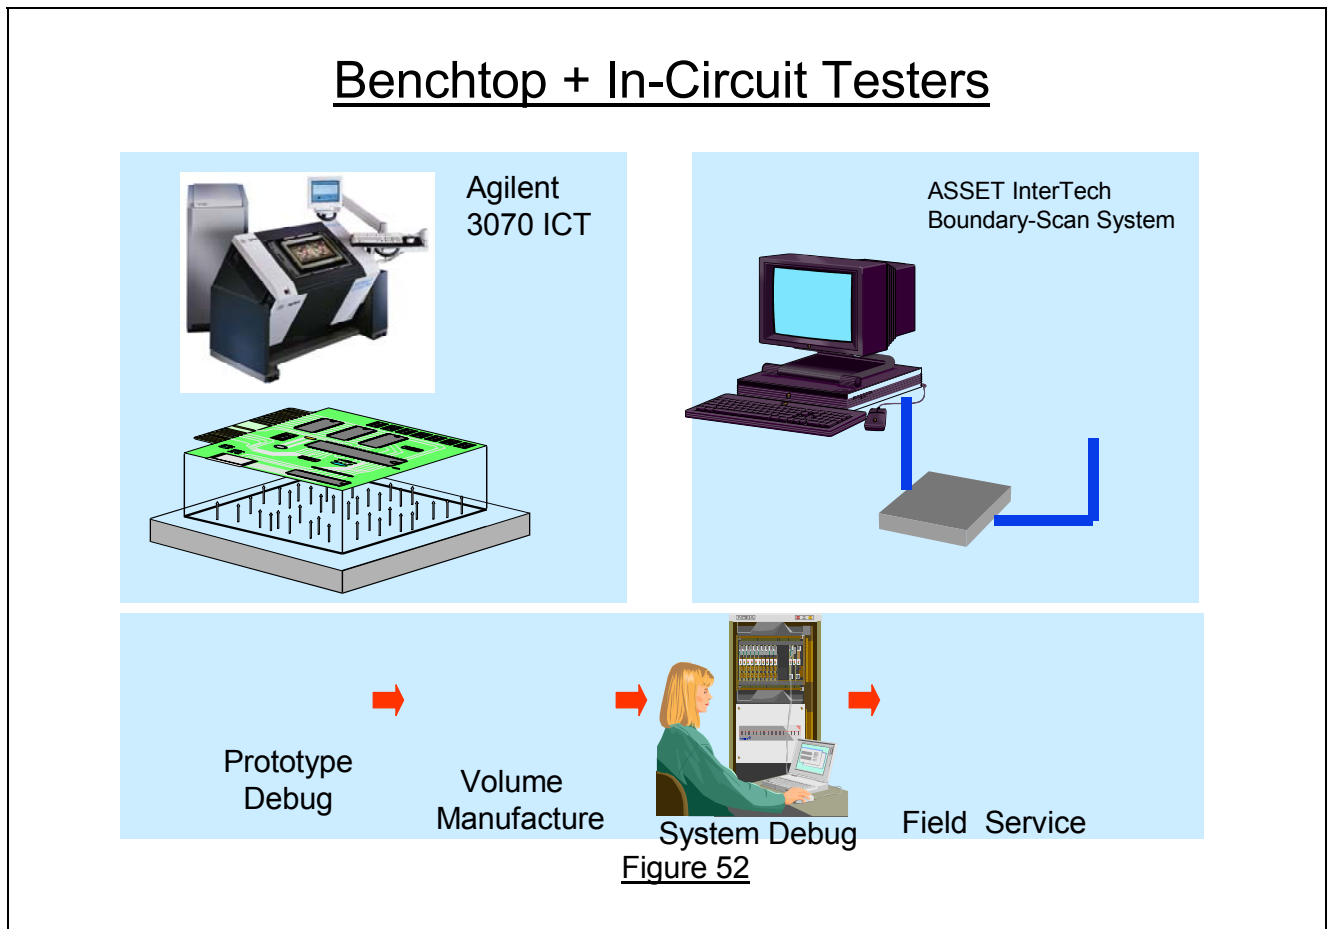 Benchtop + In-Circuit Testers
Agilent
3070 ICT
ASSET InterTech
Boundary-Scan System
Prototype
Debug
Volume
Manufacture
System Debug
Field Service
Figure 52